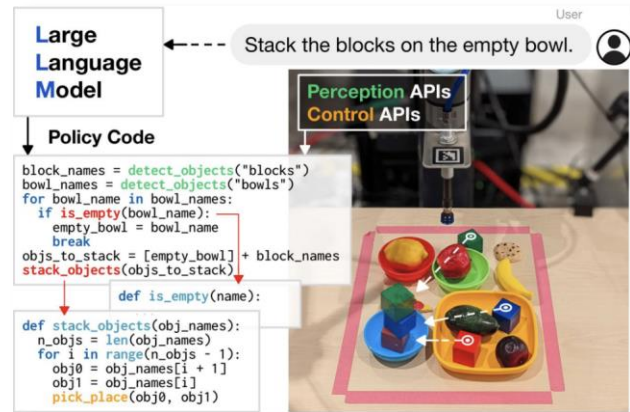 User
Large
Language
Model
Stack the blocks on the empty bowl.
Perception APIs
Control APIs
Policy Code
block_names = detect_objects("blocks")
bowl_names = detect_objects("bowls")
for bowl_name in bowl_names:
if is_empty(bowl_name):
empty_bowl = bowl_name
break
objs_to_stack = [empty_bowl] + block_names
stack_objects(objs_to_stack)
def is_empty(name):
def stack_objects(obj_names):
n_objs = len(obj_names)
for i in range(n_objs - 1):
obj0 = obj_names[i + 1]
obj1 = obj_names[i]
pick_place(obj0, obj1)